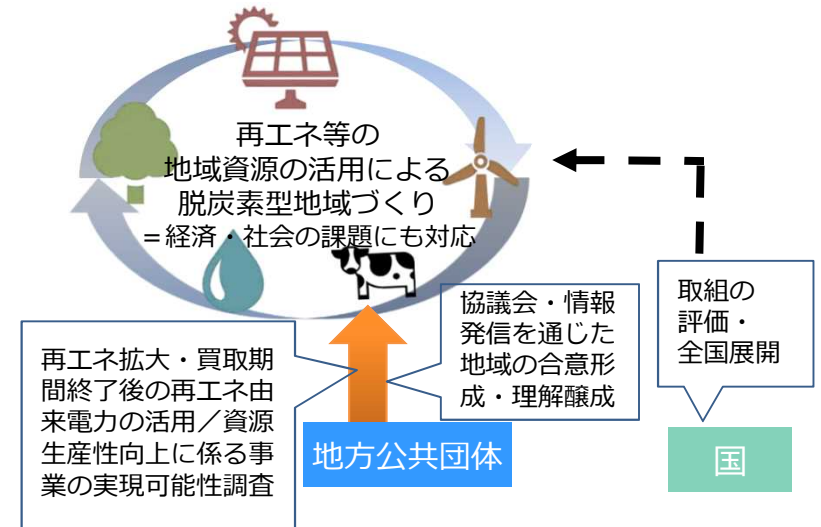 再エネ等の
地域資源の活用による
脱炭素型地域づくり
＝経済・社会の課題にも対応
取組の
評価・
全国展開
協議会・情報
発信を通じた
地域の合意形
成・理解醸成
再エネ拡大・買取期
間終了後の再エネ由
来電力の活用／資源
生産性向上に係る事
業の実現可能性調査
地方公共団体
国